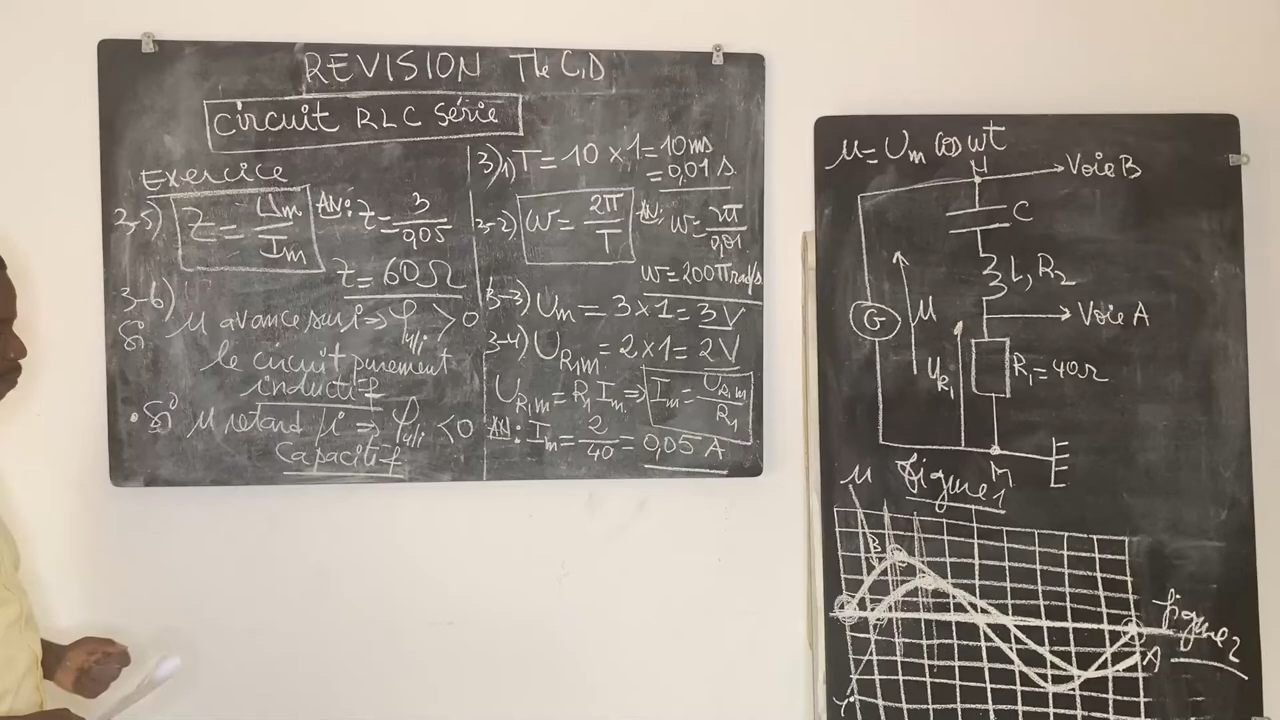 REVISION Tle C,D
Circuit RLC série
Exercice
3-5) Z = Um / Im AN: Z = 3 / 0,05
Z = 60 Ω
3-6)
Si u avance sur i => φu/i > 0
le circuit purement
inductif
• Si u retard / i => φu/i < 0
Capacitif
3)1) T = 10 × 1 = 10 ms
= 0,01 s
3-2) ω = 2π / T AN: ω = 2π / 0,01
ω = 200π rad/s
3-3) Um = 3 × 1 = 3V
3-4) UR1m = 2 × 1 = 2V
UR1m = R1 Im => Im = UR1m / R1
AN: Im = 2 / 40 = 0,05 A
u = Um cos ωt
Voie B
C
L, R2
G
u
Voie A
uR1
R1 = 40Ω
M
figure 1
u
B
figure 2
A